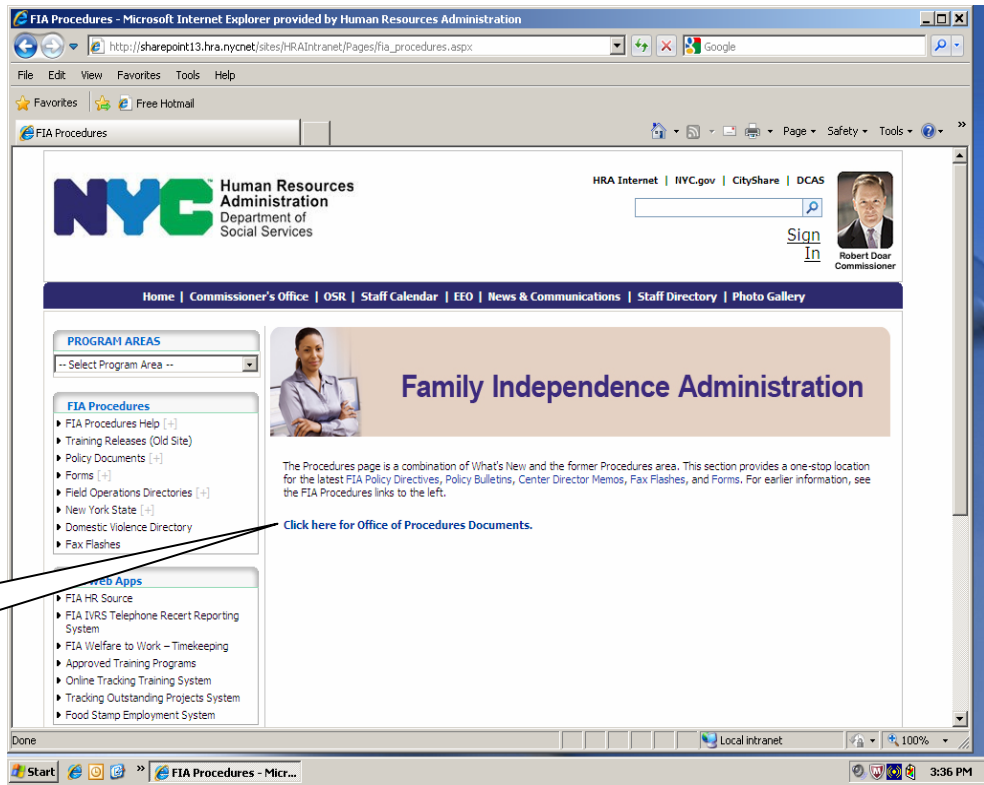 FIA Procedures - Microsoft Internet Explorer provided by Human Resources Administration
http://sharepoint13.hra.nycnet/sites/HRAIntranet/Pages/fia_procedures.aspx
Google
File Edit View Favorites Tools Help
Favorites Free Hotmail
FIA Procedures
Page Safety Tools
NYC
Human Resources
Administration
Department of
Social Services
HRA Internet | NYC.gov | CityShare | DCAS
Sign
In
Robert Doar
Commissioner
Home | Commissioner's Office | OSR | Staff Calendar | EEO | News & Communications | Staff Directory | Photo Gallery
PROGRAM AREAS
-- Select Program Area --
FIA Procedures
FIA Procedures Help [+]
Training Releases (Old Site)
Policy Documents [+]
Forms [+]
Field Operations Directories [+]
New York State [+]
Domestic Violence Directory
Fax Flashes
Web Apps
FIA HR Source
FIA IVRS Telephone Recert Reporting
System
FIA Welfare to Work – Timekeeping
Approved Training Programs
Online Tracking Training System
Tracking Outstanding Projects System
Food Stamp Employment System
Family Independence Administration
The Procedures page is a combination of What's New and the former Procedures area. This section provides a one-stop location
for the latest FIA Policy Directives, Policy Bulletins, Center Director Memos, Fax Flashes, and Forms. For earlier information, see
the FIA Procedures links to the left.
Click here for Office of Procedures Documents.
Done
Local intranet
100%
Start
FIA Procedures - Micr...
3:36 PM